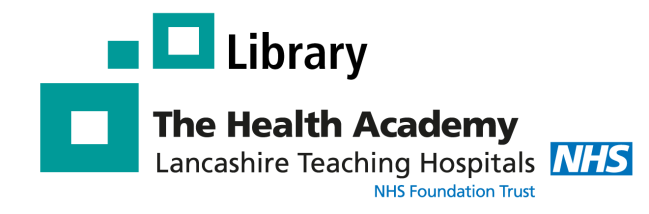 Library
The Health Academy
Lancashire Teaching Hospitals NHS
NHS Foundation Trust